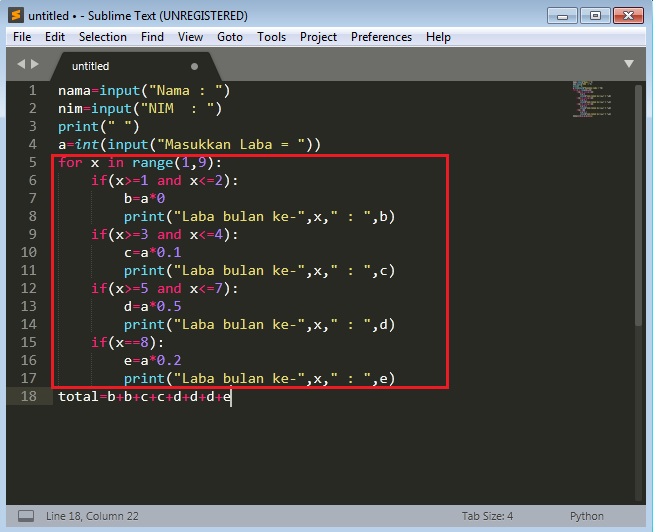 untitled • - Sublime Text (UNREGISTERED)
File Edit Selection Find View Goto Tools Project Preferences Help
untitled
1 nama=input("Nama : ")
2 nim=input("NIM  : ")
3 print(" ")
4 a=int(input("Masukkan Laba = "))
5 for x in range(1,9):
6     if(x>=1 and x<=2):
7         b=a*0
8         print("Laba bulan ke-",x," : ",b)
9     if(x>=3 and x<=4):
10         c=a*0.1
11         print("Laba bulan ke-",x," : ",c)
12     if(x>=5 and x<=7):
13         d=a*0.5
14         print("Laba bulan ke-",x," : ",d)
15     if(x==8):
16         e=a*0.2
17         print("Laba bulan ke-",x," : ",e)
18 total=b+b+c+c+d+d+d+e
Line 18, Column 22 Tab Size: 4 Python